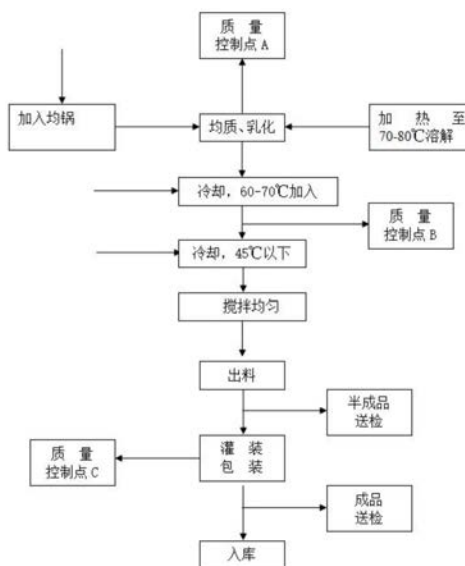 质 量
控制点 A
加入均锅
均质、乳化
加 热 至
70-80℃溶解
冷却，60-70℃加入
质 量
控制点 B
冷却，45℃以下
搅拌均匀
出料
半成品
送检
质 量
控制点 C
灌 装
包 装
成品
送检
入库